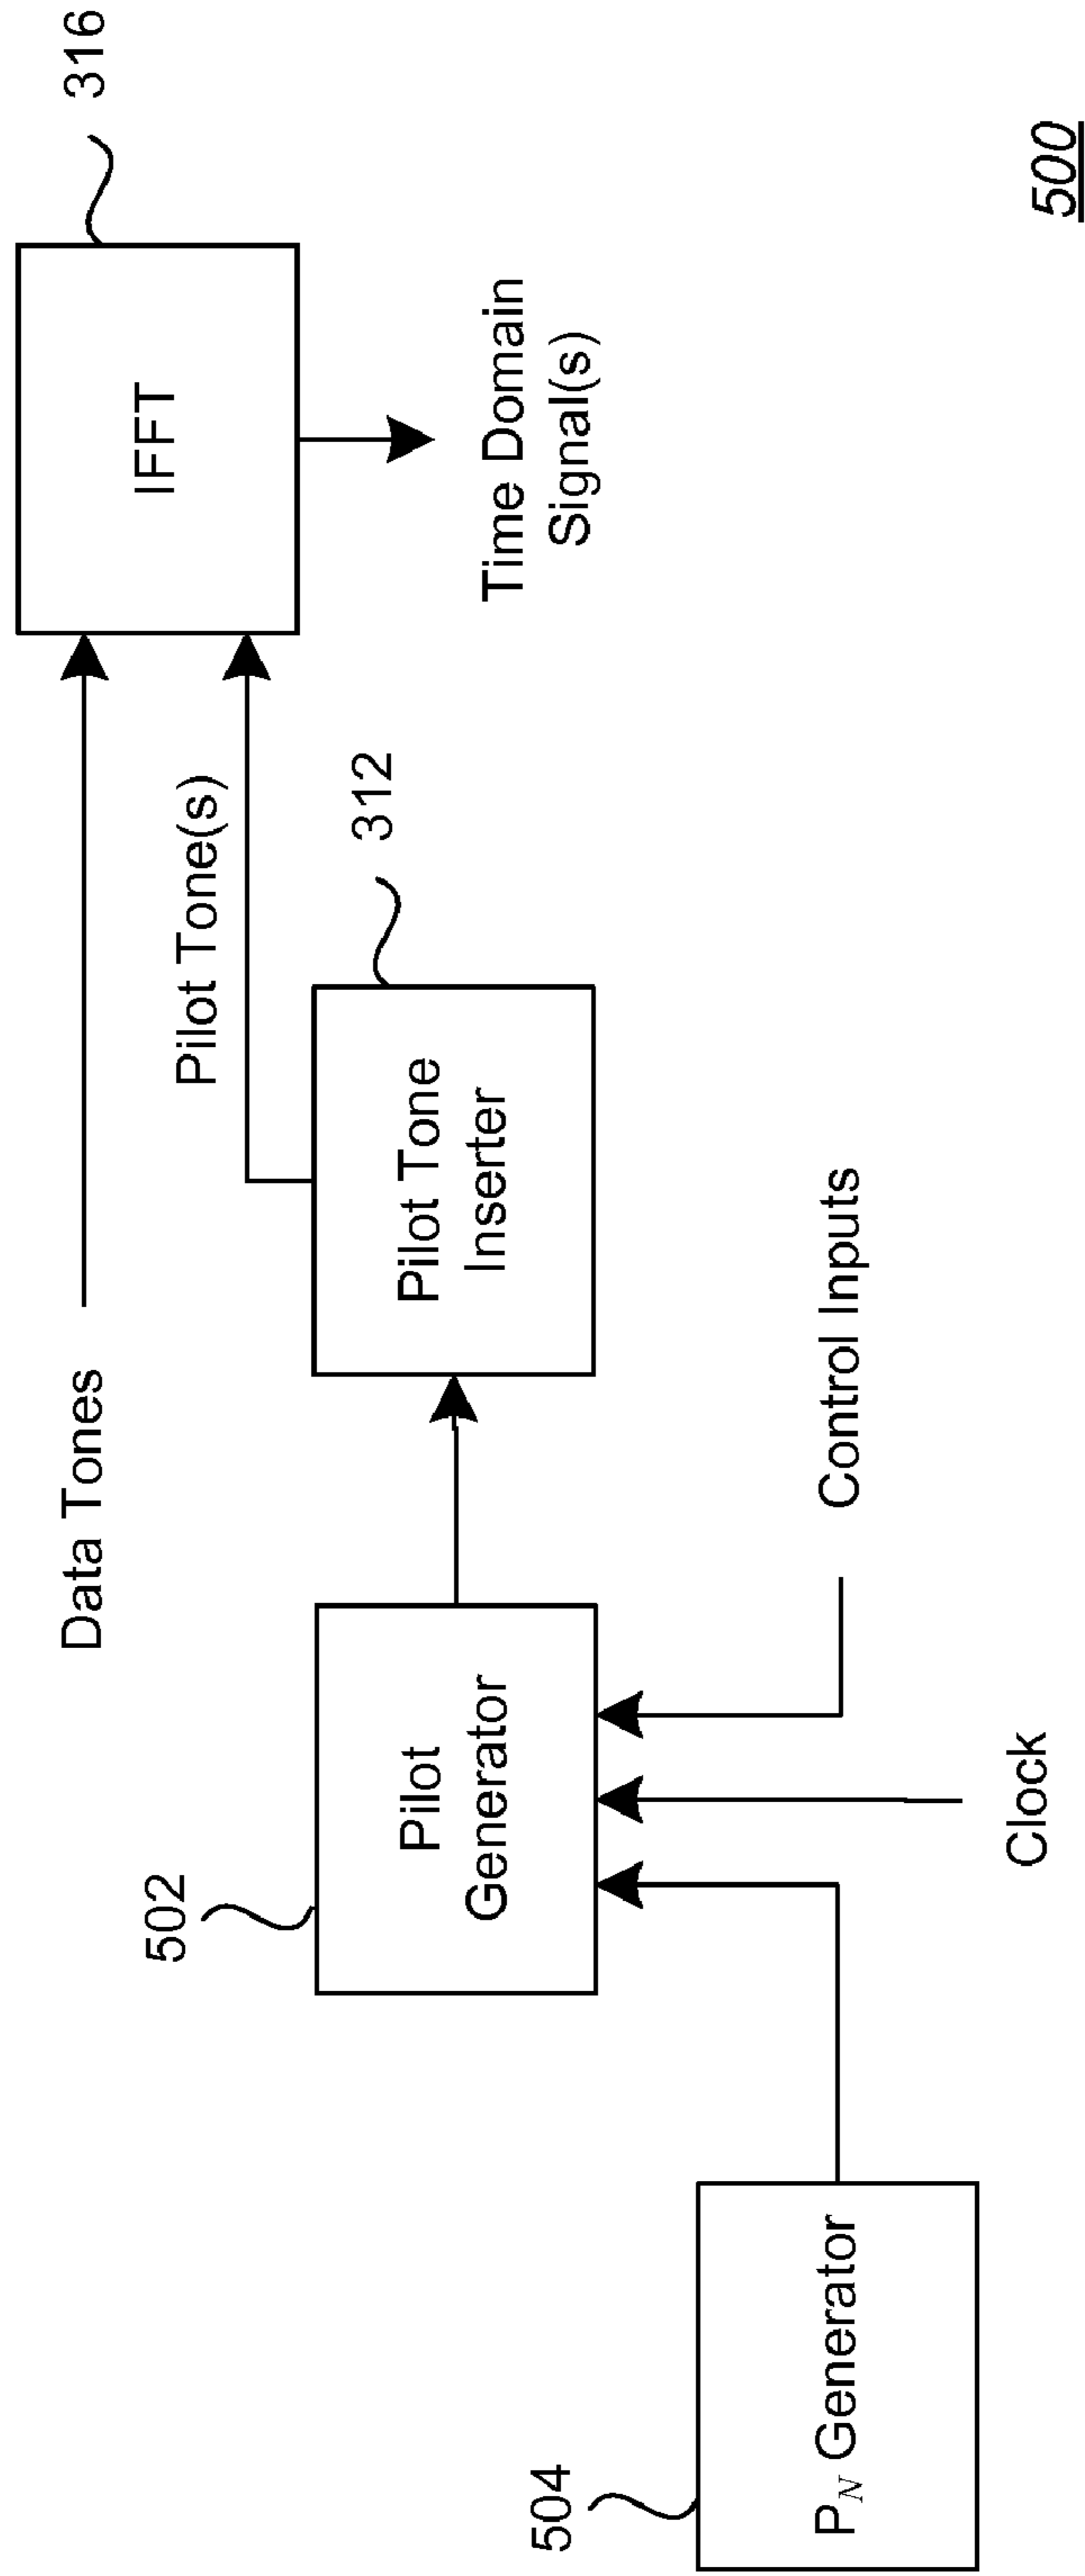 Data Tones
Pilot Tone(s)
IFFT
316
Time Domain
Signal(s)
502
Pilot
Generator
Pilot Tone
Inserter
312
504
P_N Generator
Clock
Control Inputs
500